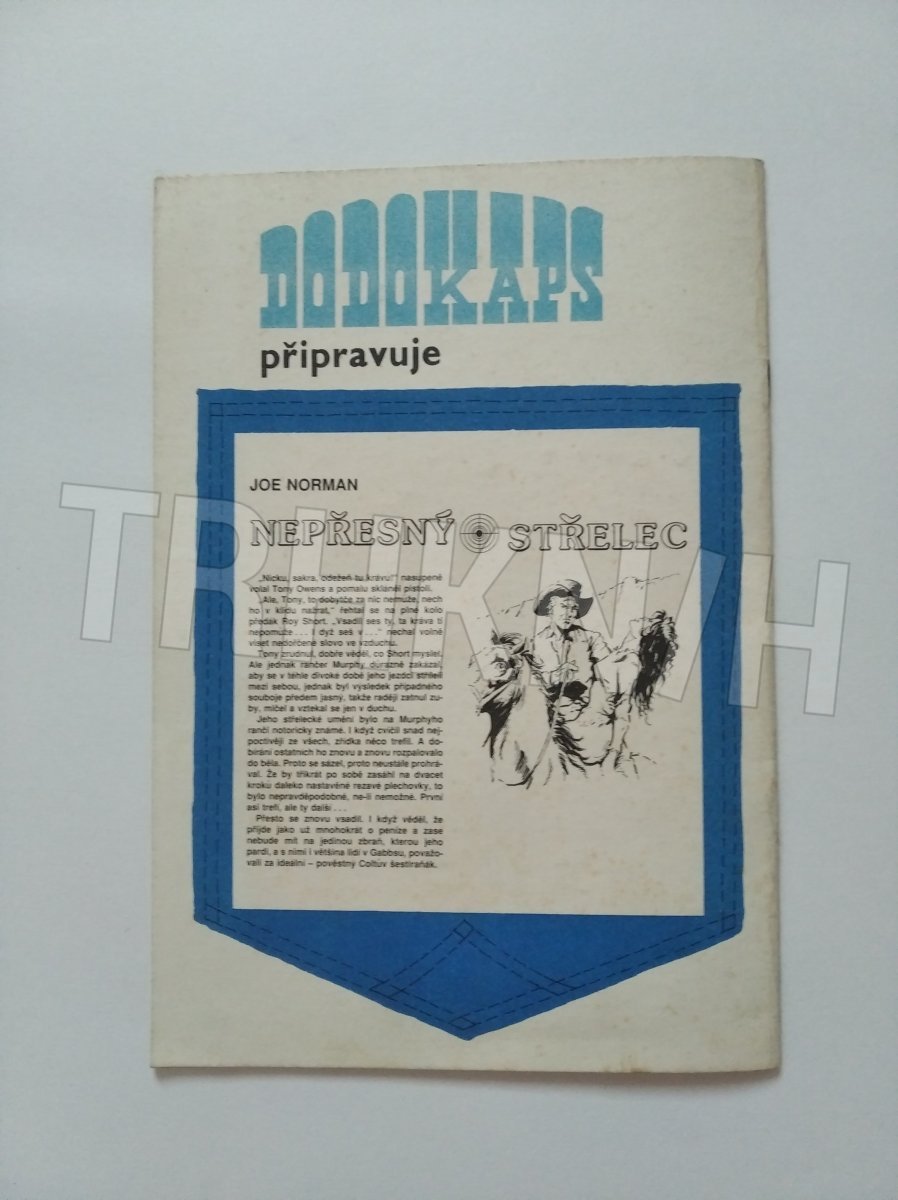 DODOKAPS
připravuje
JOE NORMAN
NEPŘESNÝ STŘELEC
„Nicku, sakra, odežeň tu krávu!“ nasupeně
volal Tony Owens a pomalu skláněl pistoli.
„Ale, Tony, to dobytče za nic nemůže, nech
ho v klidu nažrat,“ řehtal se na plné kolo
předák Roy Short. „Vsadil ses ty, ta kráva ti
nepomůže . . . I dyž seš v . . .“ nechal volně
viset nedořčené slovo ve vzduchu.
Tony zrudnul, dobře věděl, co Short myslel.
Ale jednak rančer Murphy důrazně zakázal,
aby se v téhle divoké době jeho jezdci stříleli
mezi sebou, jednak byl výsledek případného
souboje předem jasný, takže raději zatnul zu-
by, mlčel a vztekal se jen v duchu.
Jeho střelecké umění bylo na Murphyho
ranči notoricky známé. I když cvičil snad nej-
poctivěji ze všech, zřídka něco trefil. A do-
bírání ostatních ho znovu a znovu rozpalovalo
do běla. Proto se sázel, proto neustále prohrá-
val. Že by třikrát po sobě zasáhl na dvacet
kroků daleko nastavěné rezavé plechovky, to
bylo nepravděpodobné, ne-li nemožné. První
asi trefí, ale ty další . . .
Přesto se znovu vsadil. I když věděl, že
přijde jako už mnohokrát o peníze a zase
nebude mít na jedinou zbraň, kterou jeho
parďi, a s nimi i většina lidí v Gabbsu, považo-
vali za ideální – pověstný Coltův šestiraňák.